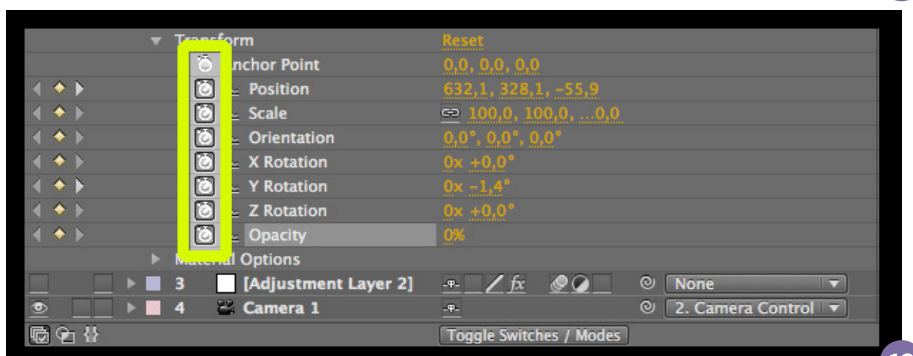 Transform Reset
Anchor Point 0,0, 0,0, 0,0
Position 632,1, 328,1, -55,9
Scale 100,0, 100,0, ...0,0
Orientation 0,0°, 0,0°, 0,0°
X Rotation 0x +0,0°
Y Rotation 0x -1,4°
Z Rotation 0x +0,0°
Opacity 0%
Material Options
3 [Adjustment Layer 2] fx None
4 Camera 1 2. Camera Control
Toggle Switches / Modes